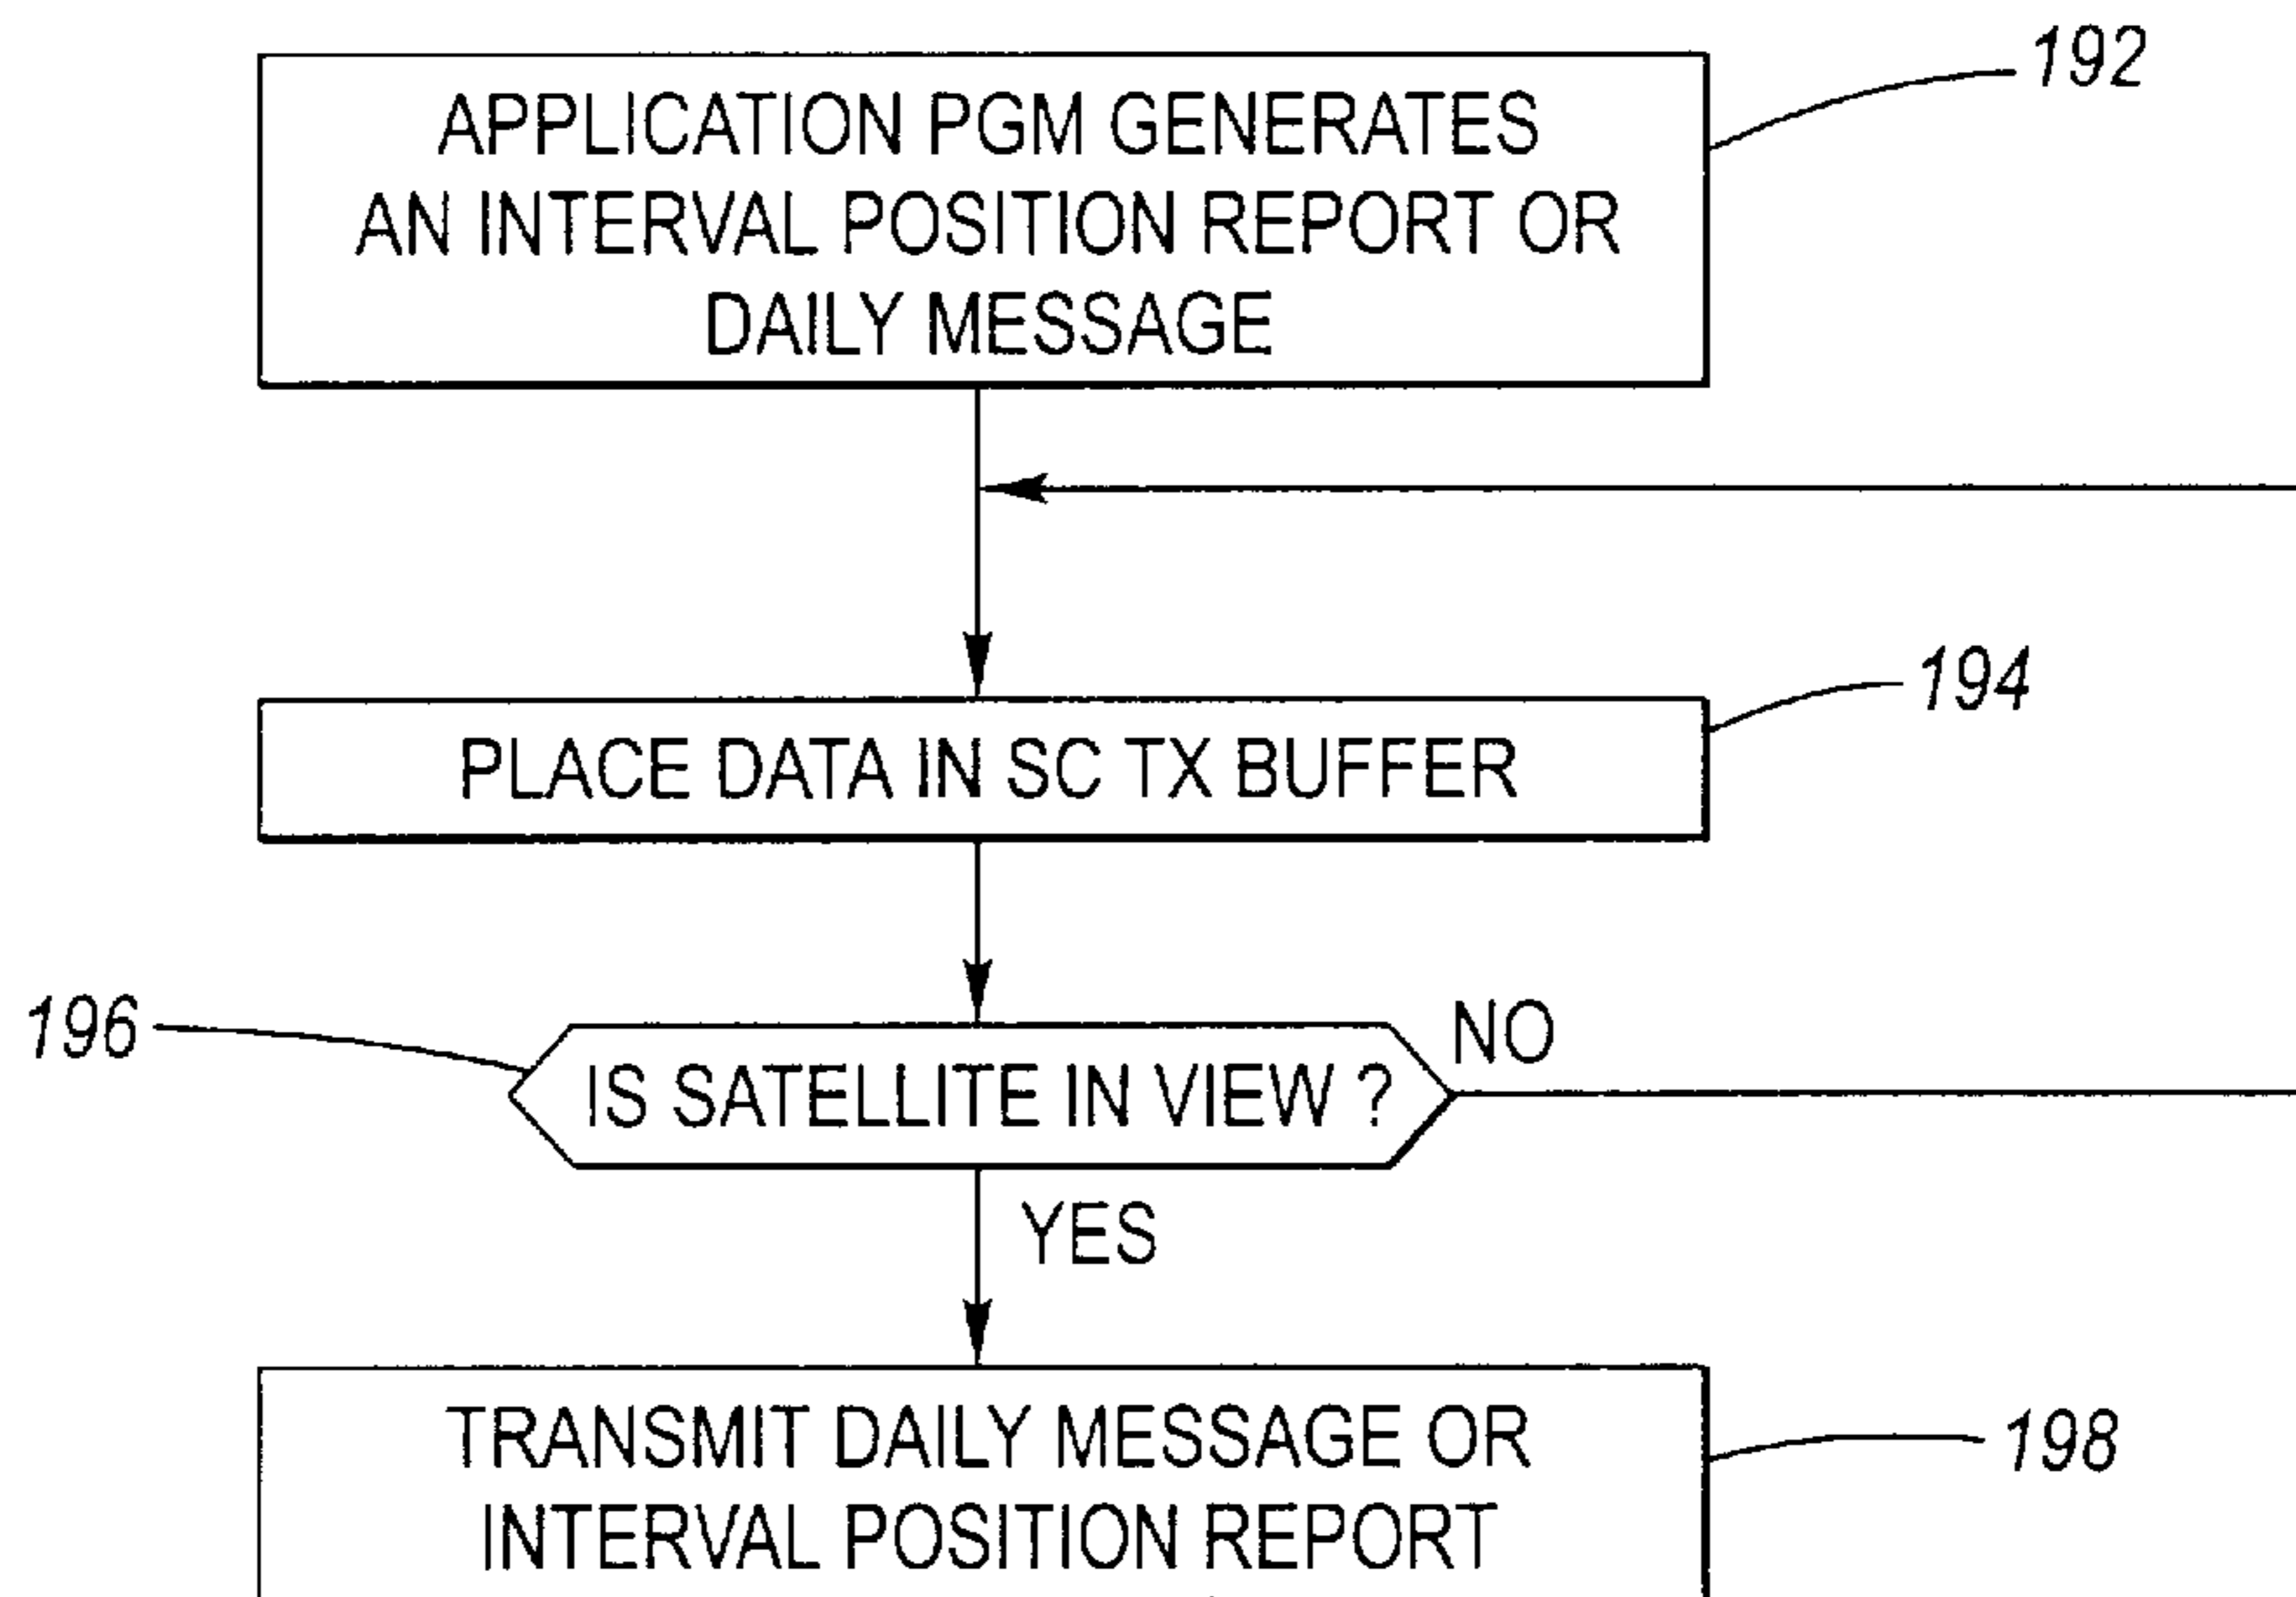 192
APPLICATION PGM GENERATES
AN INTERVAL POSITION REPORT OR
DAILY MESSAGE
194
PLACE DATA IN SC TX BUFFER
196
NO
IS SATELLITE IN VIEW ?
YES
TRANSMIT DAILY MESSAGE OR
198
INTERVAL POSITION REPORT